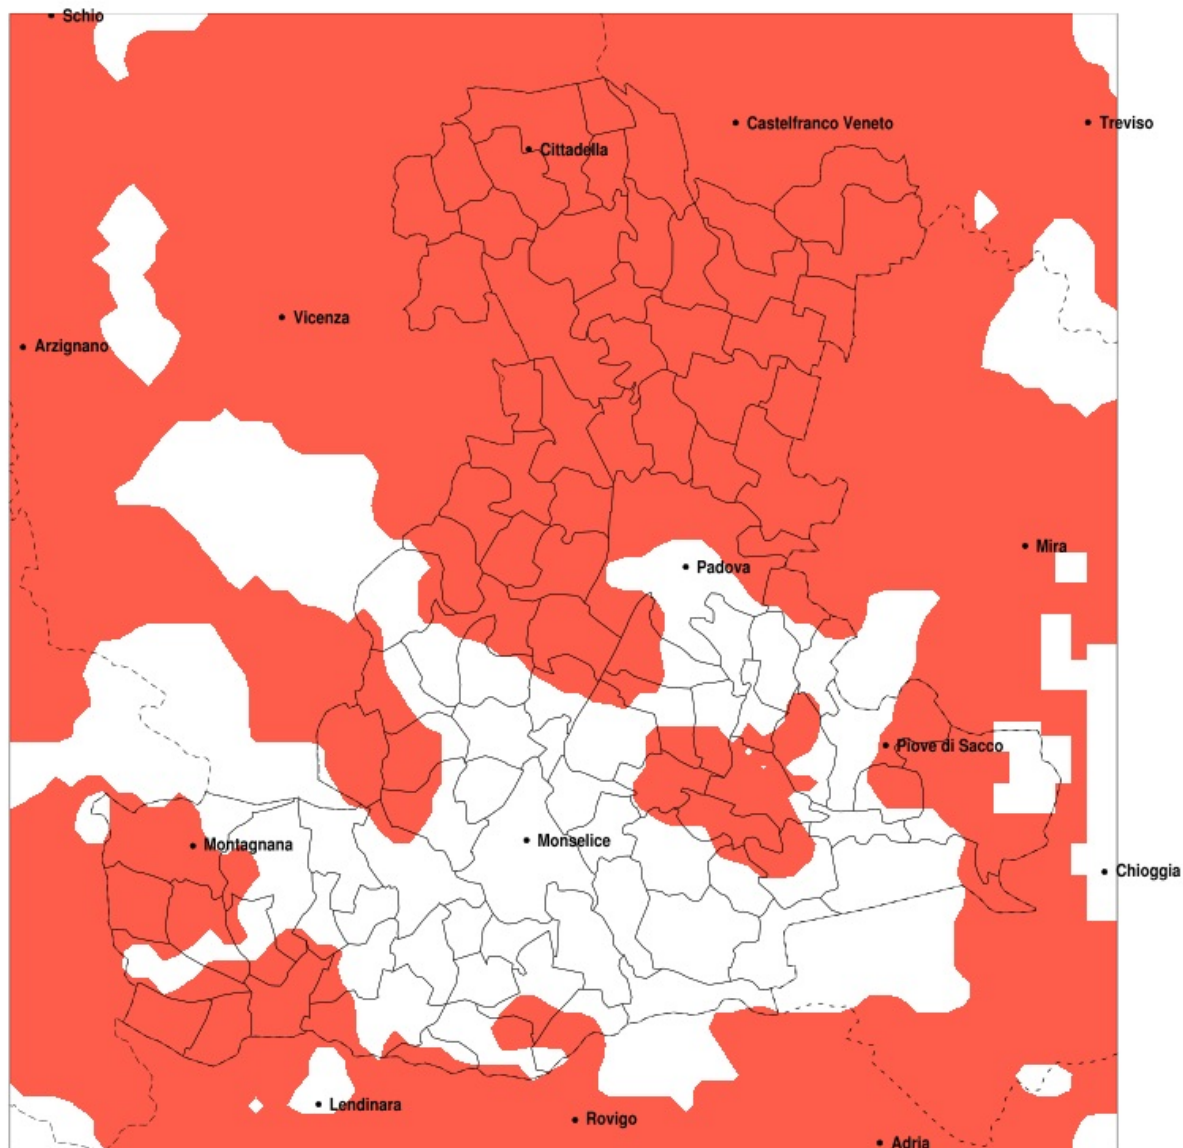 Schio
Castelfranco Veneto
Treviso
Cittadella
Vicenza
Arzignano
Mira
Padova
Piove di Sacco
Monselice
Montagnana
Chioggia
Lendinara
Rovigo
Adria